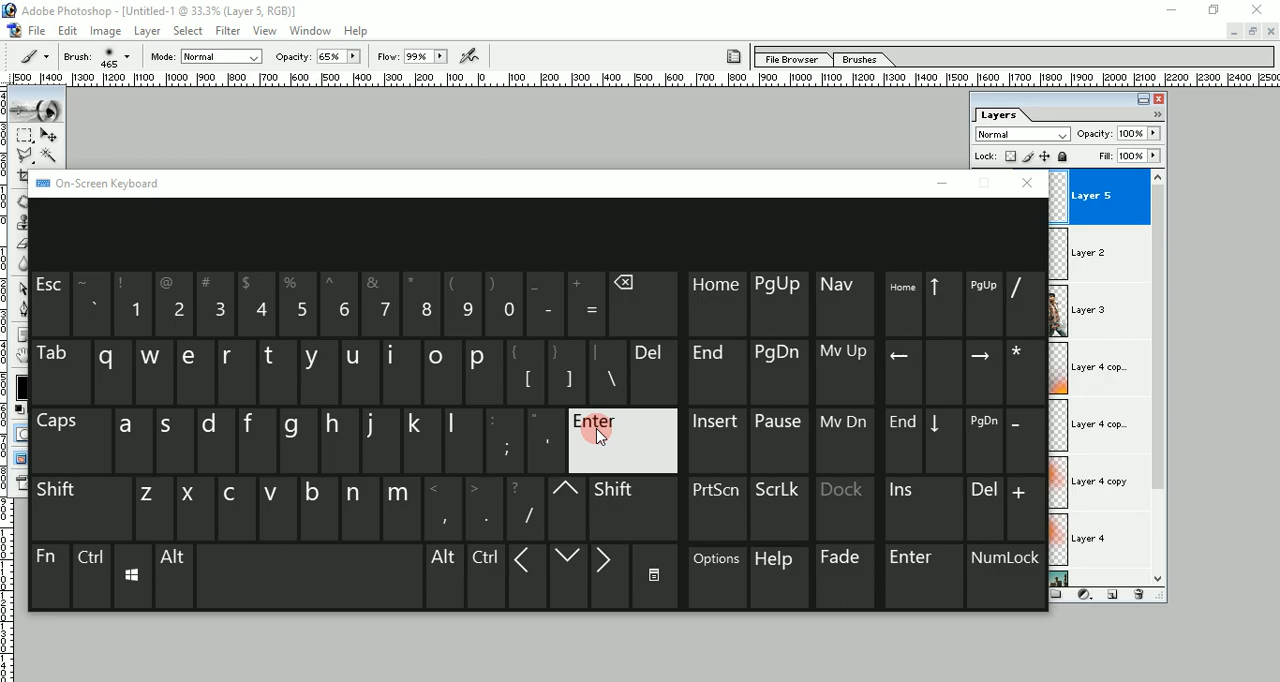 Adobe Photoshop - [Untitled-1 @ 33.3% (Layer 5, RGB)]
File Edit Image Layer Select Filter View Window Help
Brush: 465 Mode: Normal Opacity: 65% Flow: 99% File Browser Brushes
Layers
Normal Opacity: 100%
Lock: Fill: 100%
On-Screen Keyboard
Layer 5
Layer 2
Layer 3
Layer 4 cop...
Layer 4 cop...
Layer 4 copy
Layer 4
Esc ~ ` ! 1 @ 2 # 3 $ 4 % 5 ^ 6 & 7 * 8 ( 9 ) 0 _ - + = Home PgUp Nav Home ↑ PgUp /
Tab q w e r t y u i o p { [ } ] | \ Del End PgDn Mv Up ← → *
Caps a s d f g h j k l : ; " ' Enter Insert Pause Mv Dn End ↓ PgDn -
Shift z x c v b n m < , > . ? / Shift PrtScn ScrLk Dock Ins Del +
Fn Ctrl Alt Alt Ctrl Options Help Fade Enter NumLock